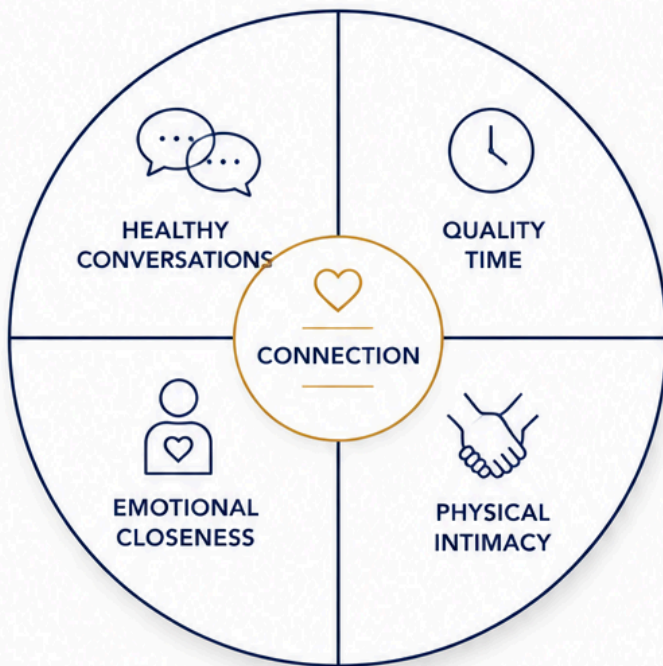 HEALTHY
CONVERSATIONS
QUALITY
TIME
CONNECTION
EMOTIONAL
CLOSENESS
PHYSICAL
INTIMACY